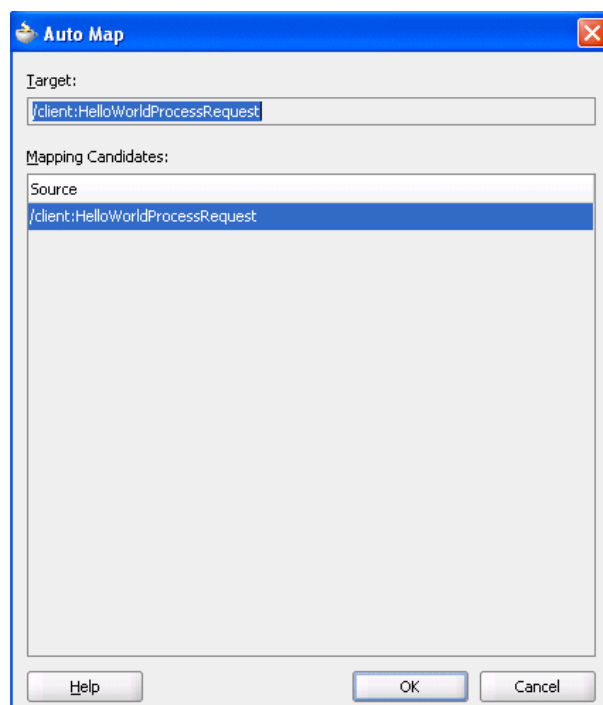 Auto Map
Target:
/client:HelloWorldProcessRequest
Mapping Candidates:
Source
/client:HelloWorldProcessRequest
Help OK Cancel